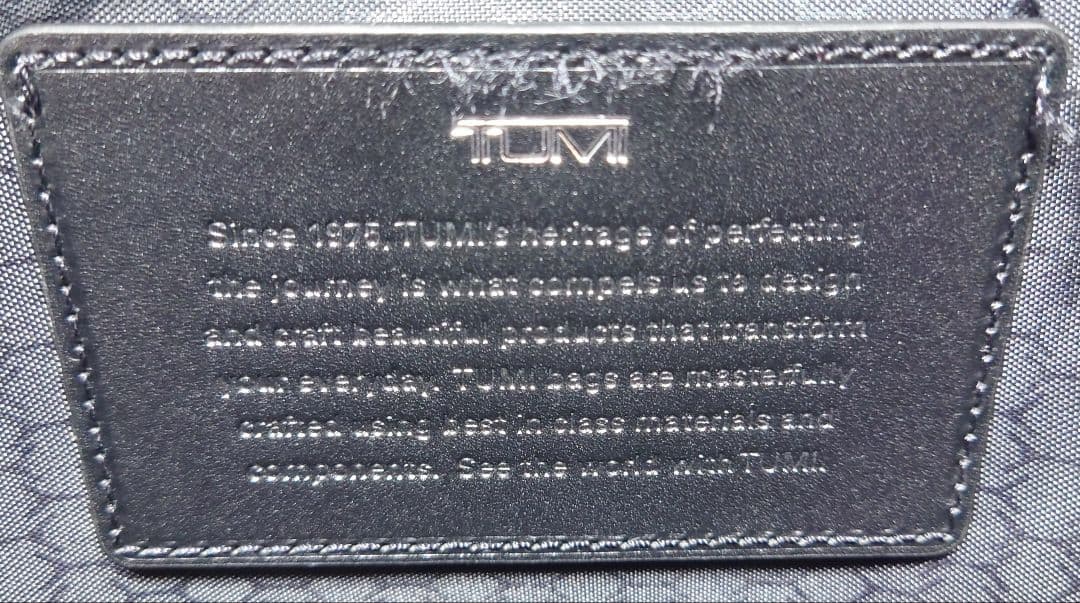 TUMI
Since 1975, TUMI's heritage of perfecting
the journey is what compels us to design
and craft beautiful products that transform
your everyday. TUMI bags are masterfully
crafted using best in class materials and
components. See the world with TUMI.